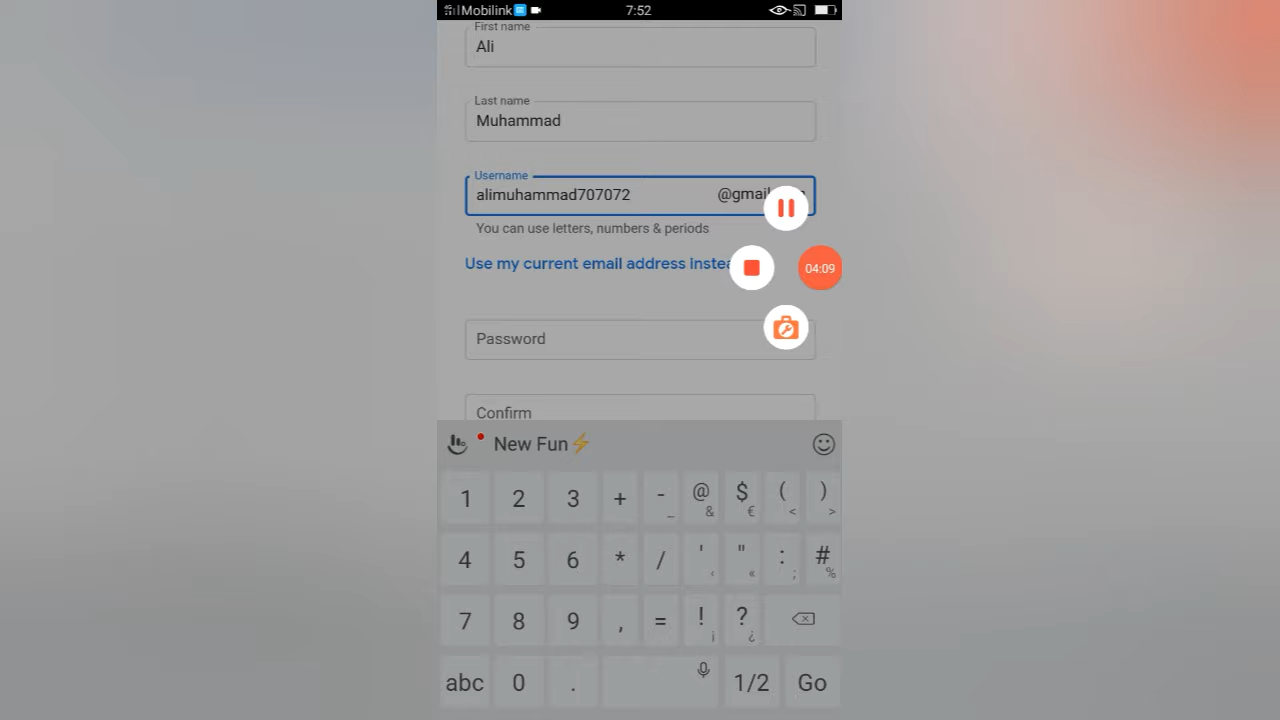 Mobilink 7:52
First name
Ali
Last name
Muhammad
Username
alimuhammad707072 @gmail
You can use letters, numbers & periods
Use my current email address instea
04:09
Password
Confirm
New Fun⚡
1 2 3 + - _ @ & $ € ( < ) >
4 5 6 * / ' ‹ " « : ; # %
7 8 9 , = ! ¡ ? ¿
abc 0 . 1/2 Go